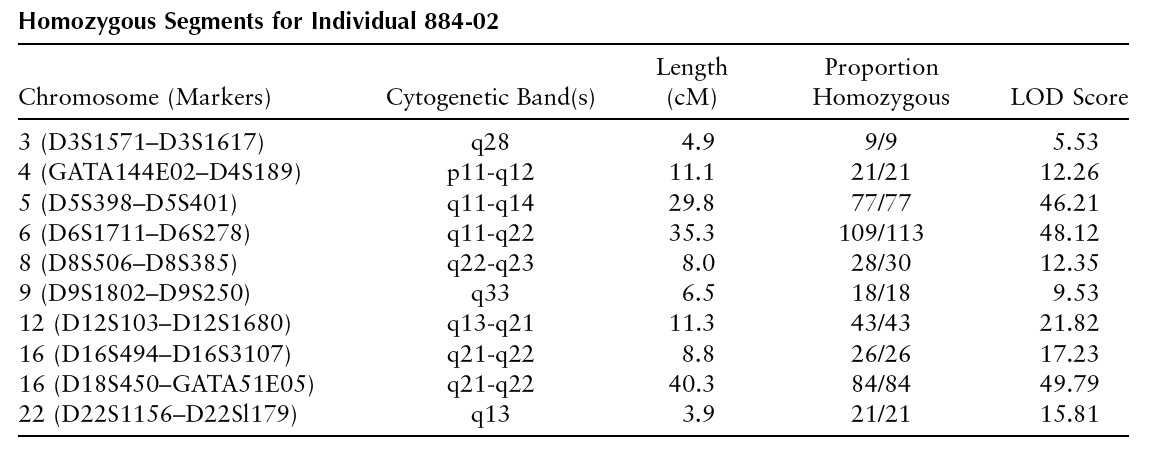 Homozygous Segments for Individual 884-02
Length Proportion
Chromosome (Markers) Cytogenetic Band(s) (cM) Homozygous LOD Score
3 (D3S1571–D3S1617) q28 4.9 9/9 5.53
4 (GATA144E02–D4S189) p11-q12 11.1 21/21 12.26
5 (D5S398–D5S401) q11-q14 29.8 77/77 46.21
6 (D6S1711–D6S278) q11-q22 35.3 109/113 48.12
8 (D8S506–D8S385) q22-q23 8.0 28/30 12.35
9 (D9S1802–D9S250) q33 6.5 18/18 9.53
12 (D12S103–D12S1680) q13-q21 11.3 43/43 21.82
16 (D16S494–D16S3107) q21-q22 8.8 26/26 17.23
16 (D18S450–GATA51E05) q21-q22 40.3 84/84 49.79
22 (D22S1156–D22Sl179) q13 3.9 21/21 15.81